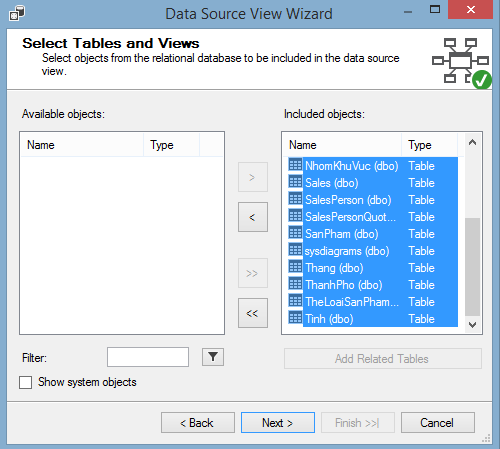 Data Source View Wizard
Select Tables and Views
Select objects from the relational database to be included in the data source
view.
Available objects:
Name Type
>
<
>>
<<
Included objects:
Name Type
NhomKhuVuc (dbo) Table
Sales (dbo) Table
SalesPerson (dbo) Table
SalesPersonQuot... Table
SanPham (dbo) Table
sysdiagrams (dbo) Table
Thang (dbo) Table
ThanhPho (dbo) Table
TheLoaiSanPham... Table
Tinh (dbo) Table
Filter:
Add Related Tables
Show system objects
< Back Next > Finish >>| Cancel